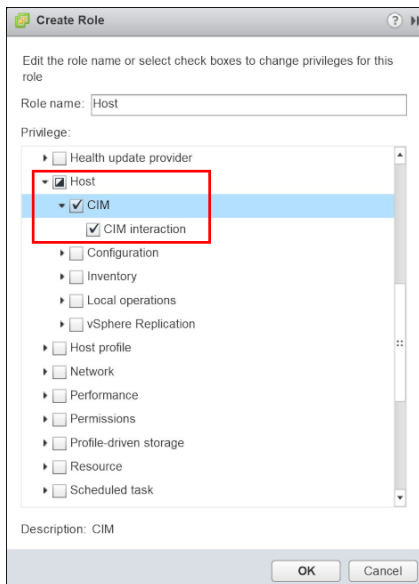 Create Role
Edit the role name or select check boxes to change privileges for this
role
Role name: Host
Privilege:
Health update provider
Host
CIM
CIM interaction
Configuration
Inventory
Local operations
vSphere Replication
Host profile
Network
Performance
Permissions
Profile-driven storage
Resource
Scheduled task
Description: CIM
OK Cancel